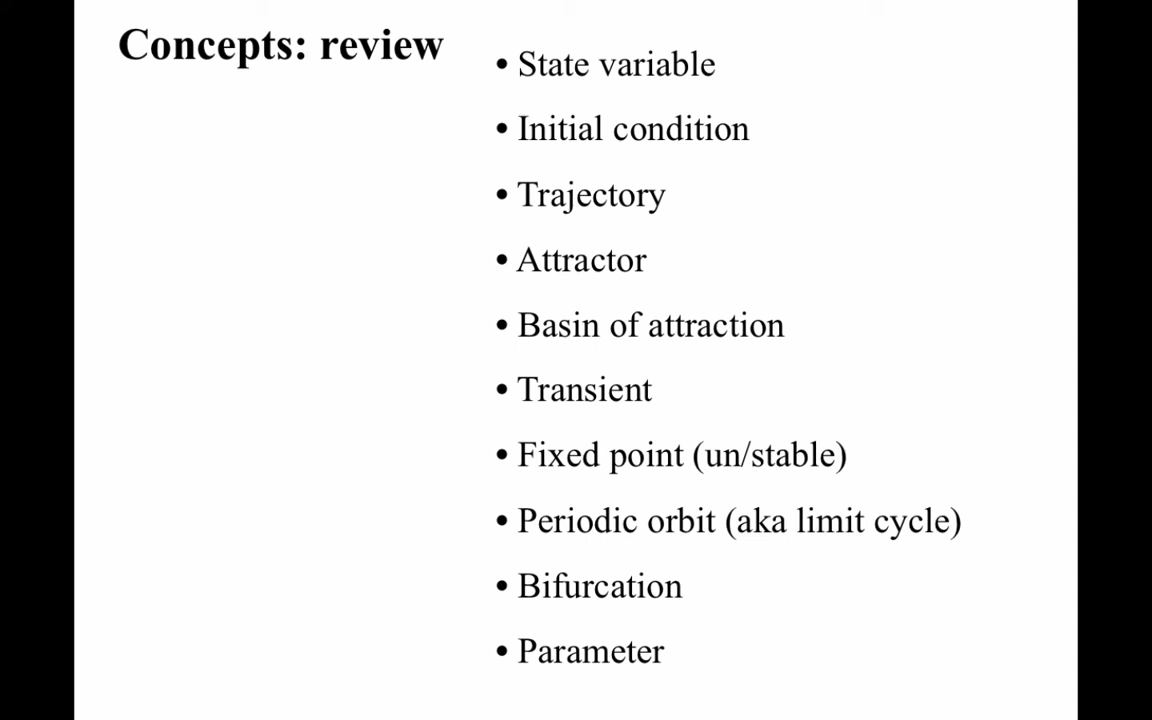 Concepts: review
• State variable
• Initial condition
• Trajectory
• Attractor
• Basin of attraction
• Transient
• Fixed point (un/stable)
• Periodic orbit (aka limit cycle)
• Bifurcation
• Parameter